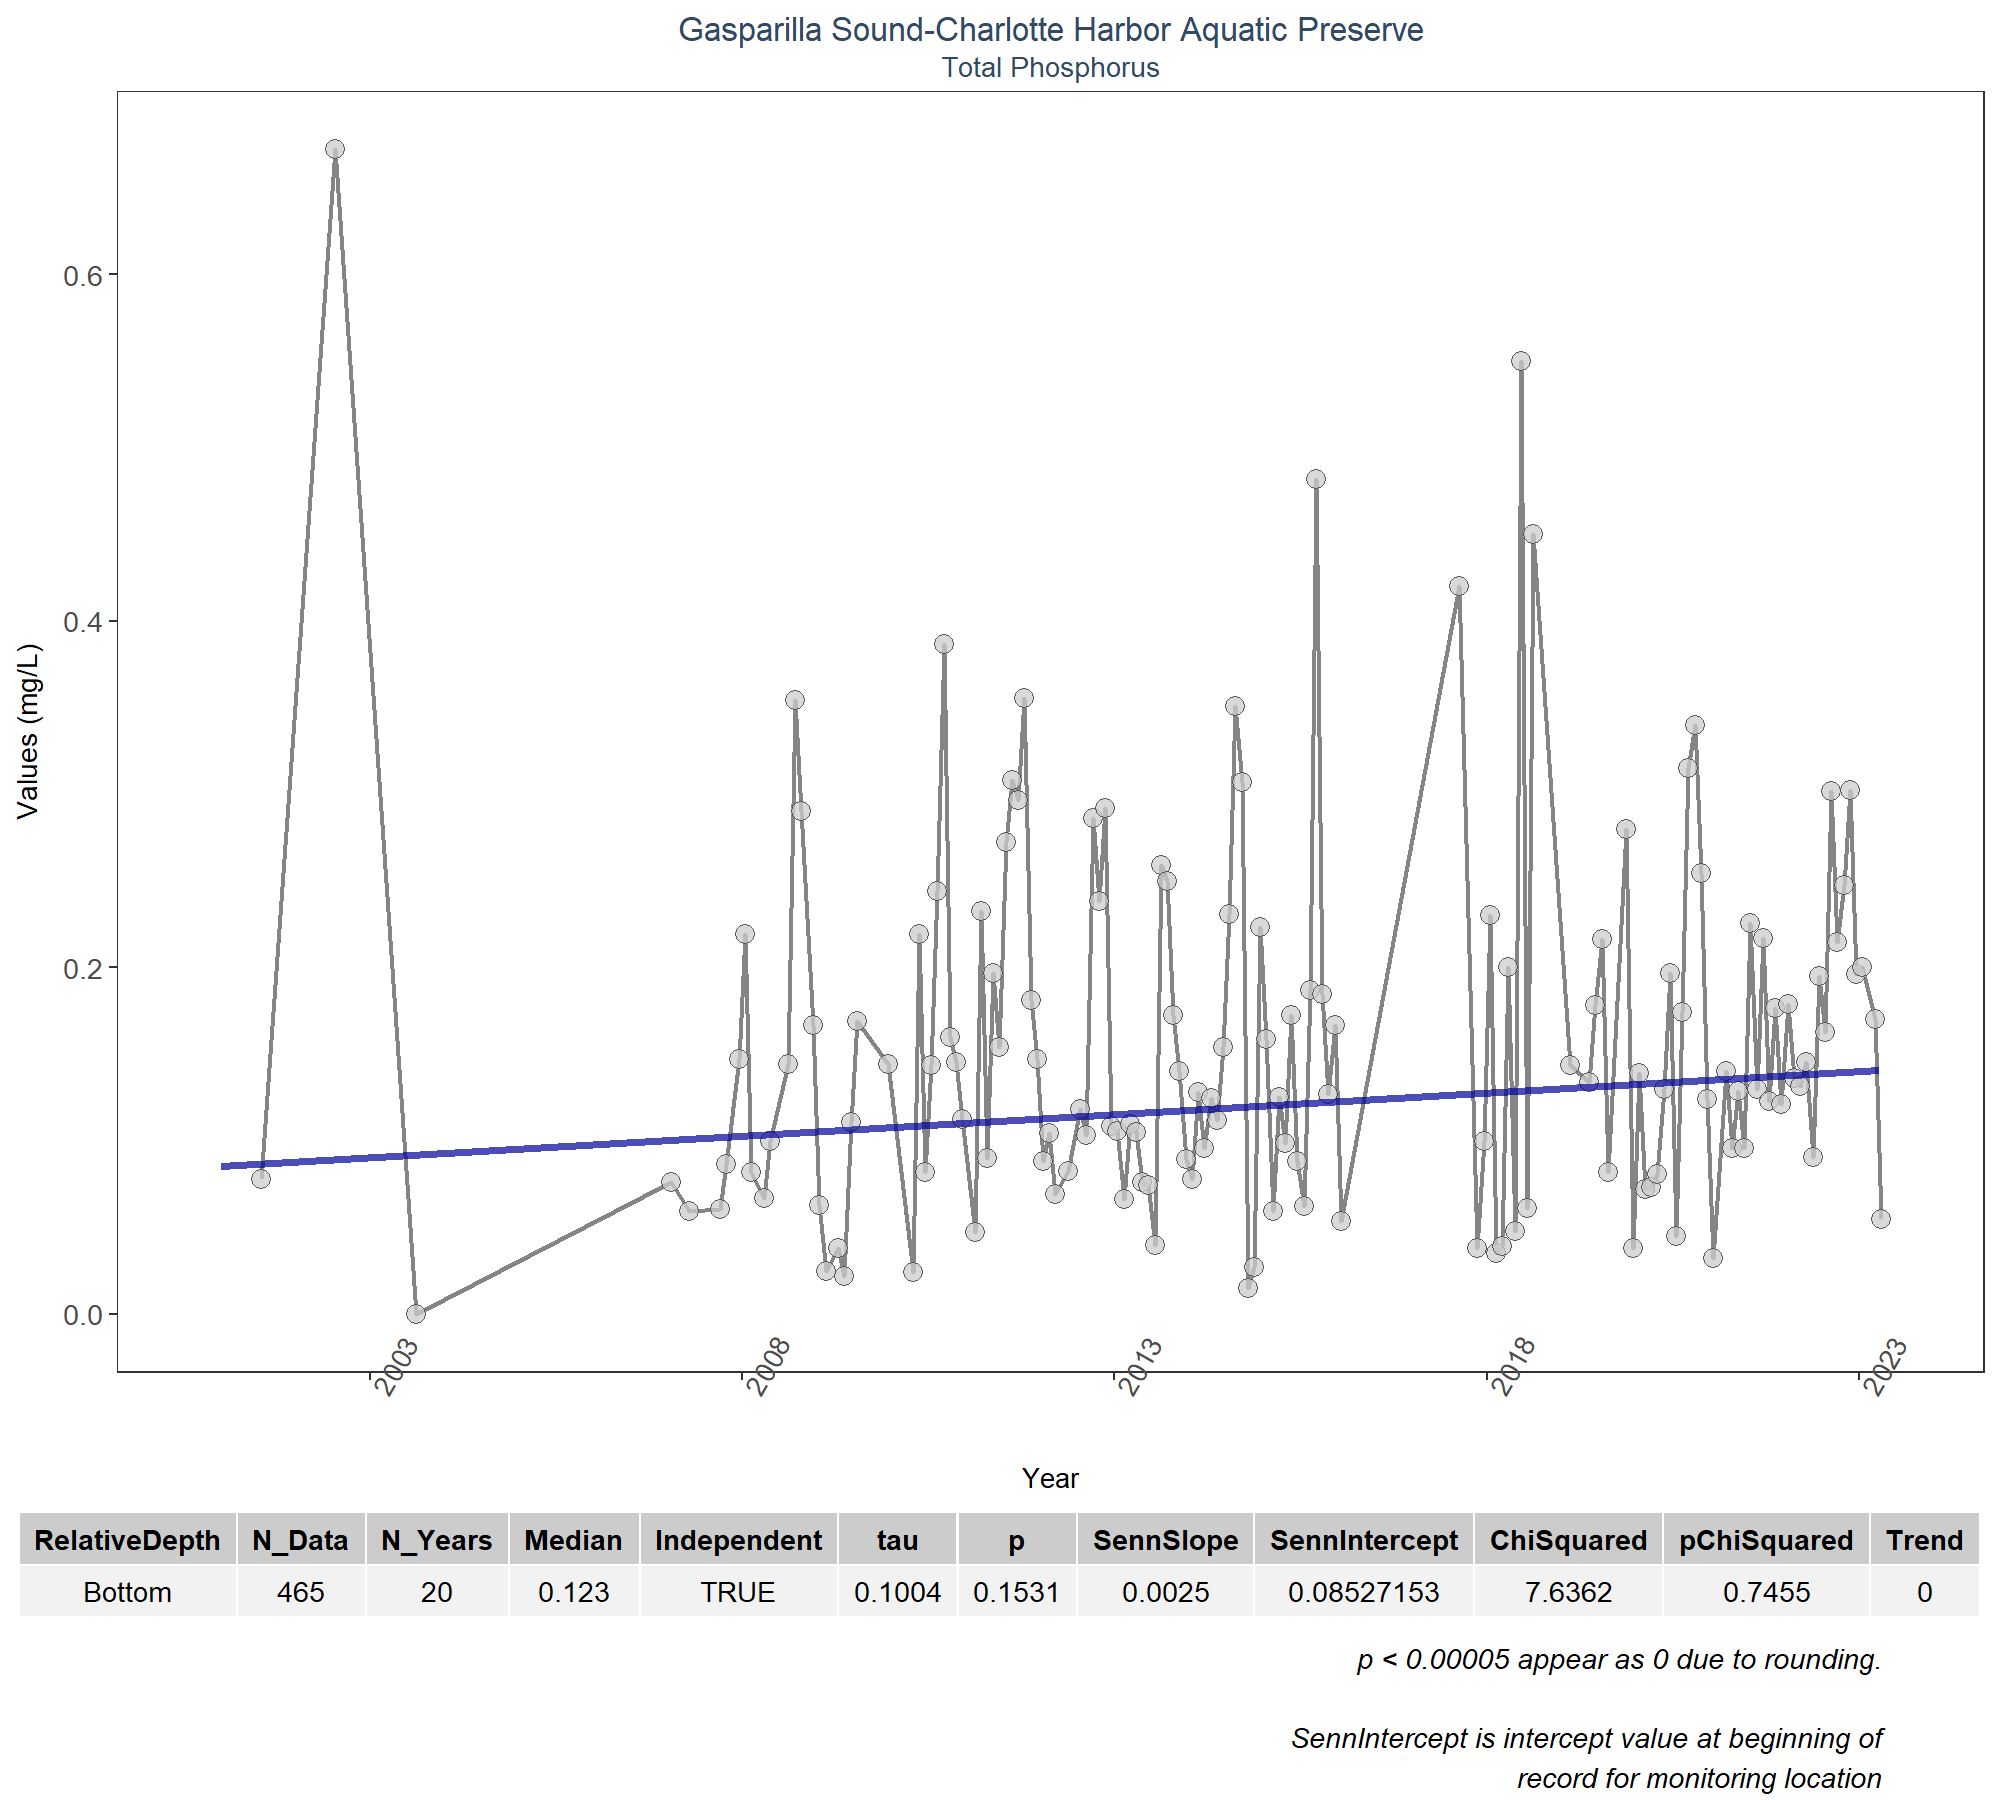 Gasparilla Sound-Charlotte Harbor Aquatic Preserve
Total Phosphorus
Values (mg/L)
0.6
0.4
0.2
0.0
2003 2008 2013 2018 2023
Year
RelativeDepth N_Data N_Years Median Independent tau p SennSlope SennIntercept ChiSquared pChiSquared Trend
Bottom 465 20 0.123 TRUE 0.1004 0.1531 0.0025 0.08527153 7.6362 0.7455 0
p < 0.00005 appear as 0 due to rounding.
SennIntercept is intercept value at beginning of
record for monitoring location